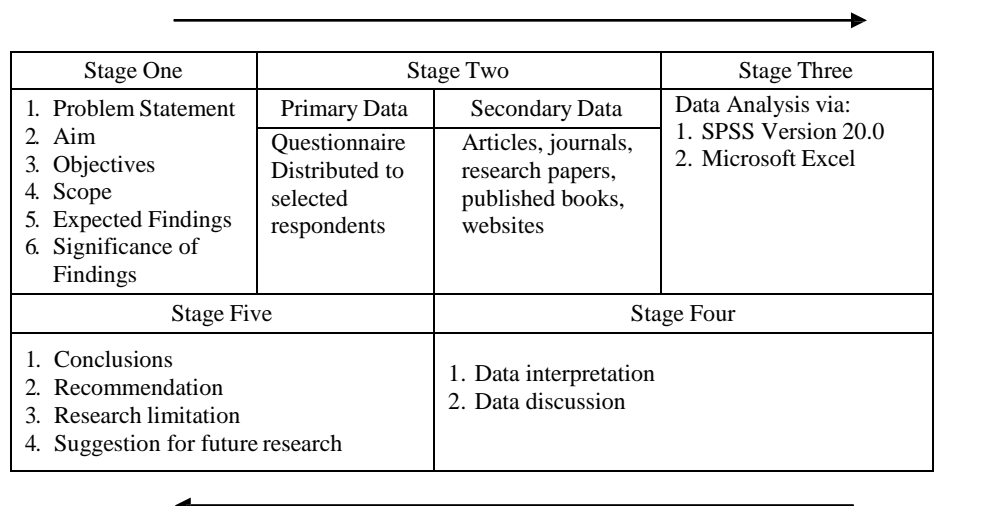 Stage One
Stage Two
Stage Three
1. Problem Statement
2. Aim
3. Objectives
4. Scope
5. Expected Findings
6. Significance of
Findings
Primary Data
Questionnaire
Distributed to
selected
respondents
Secondary Data
Articles, journals,
research papers,
published books,
websites
Data Analysis via:
1. SPSS Version 20.0
2. Microsoft Excel
Stage Five
Stage Four
1. Conclusions
2. Recommendation
3. Research limitation
4. Suggestion for future research
1. Data interpretation
2. Data discussion